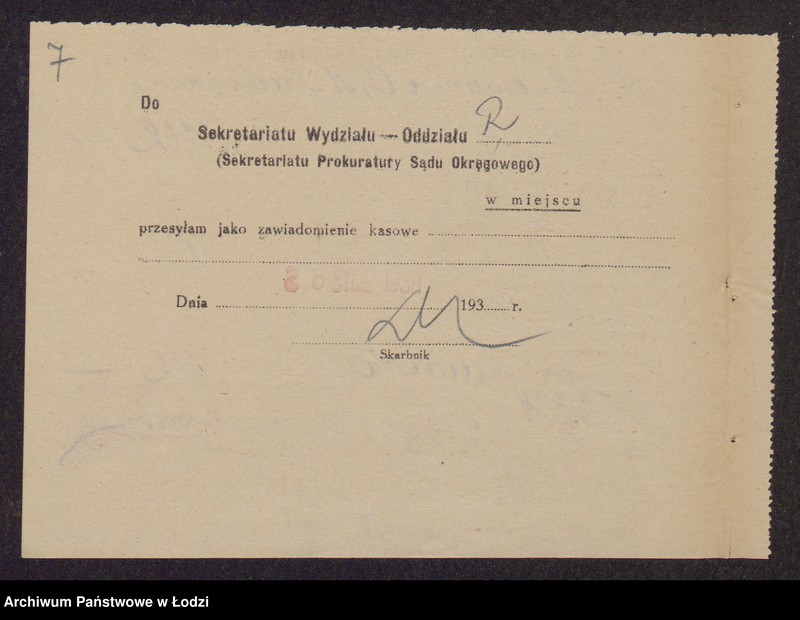 7
Do
Sekretariatu Wydziału — Oddziału R
(Sekretariatu Prokuratury Sądu Okręgowego)
w miejscu
przesyłam jako zawiadomienie kasowe
Dnia 193 r.
Skarbnik
Archiwum Państwowe w Łodzi